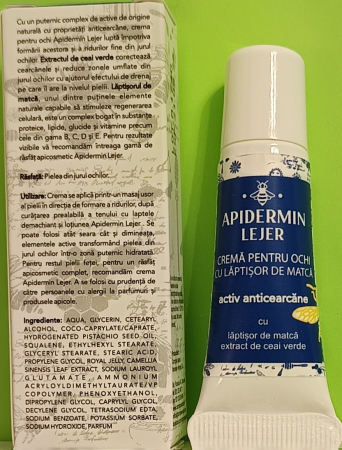 Cu un puternic complex de active de origine
naturală cu proprietăți anticearcăne, crema
pentru ochi Apidermin Lejer luptă împotriva
formării acestora și a ridurilor fine din jurul
ochilor. Extractul de ceai verde corectează
cearcănele și reduce zonele umflate din
jurul ochilor cu ajutorul efectului de drenaj
pe care îl are la nivelul pielii. Lăptișorul de
matcă, unul dintre puținele elemente
naturale capabile să stimuleze regenerarea
celulară, este un complex bogat în substanțe
proteice, lipide, glucide și vitamine precum
cele din gama B, C, D și F. Pentru rezultate
vizibile vă recomandăm întreaga gamă de
răsfăț apicosmetic Apidermin Lejer.
Răsfață: Pielea din jurul ochilor.
Utilizare: Crema se aplică printr-un masaj ușor
al pielii în direcția de formare a ridurilor, după
curățarea prealabilă a tenului cu laptele
demachiant și loțiunea Apidermin Lejer. Se
poate folosi atât seara cât și dimineața,
elementele active transformând pielea din
jurul ochilor într-o zonă puternic hidratată.
Pentru restul pielii feței, pentru un răsfăț
apicosmetic complet, recomandăm crema
Apidermin Lejer. A se folosi cu prudență de
către persoanele cu alergii la parfumuri și
produsele apicole.
Ingrediente: AQUA, GLYCERIN, CETEARYL
ALCOHOL, COCO-CAPRYLATE/CAPRATE,
HYDROGENATED PISTACHIO SEED OIL,
SQUALENE, ETHYLHEXYL STEARATE,
GLYCERYL STEARATE, STEARIC ACID
PROPYLENE GLYCOL, ROYAL JELLY, CAMELLIA
SINENSIS LEAF EXTRACT, SODIUM LAUROYL
GLUTAMATE, AMMONIUM
ACRYLOYLDIMETHYLTAURATE/VP
COPOLYMER, PHENOXYETHANOL,
DIPROPYLENE GLYCOL, CAPRYLYL GLYCOL,
DECYLENE GLYCOL, TETRASODIUM EDTA,
SODIUM BENZOATE, POTASSIUM SORBATE,
SODIUM HYDROXIDE, PARFUM
APIDERMIN
LEJER
CREMĂ PENTRU OCHI
CU LĂPTIȘOR DE MATCĂ
activ anticearcăne
cu
lăptișor de matcă
extract de ceai verde